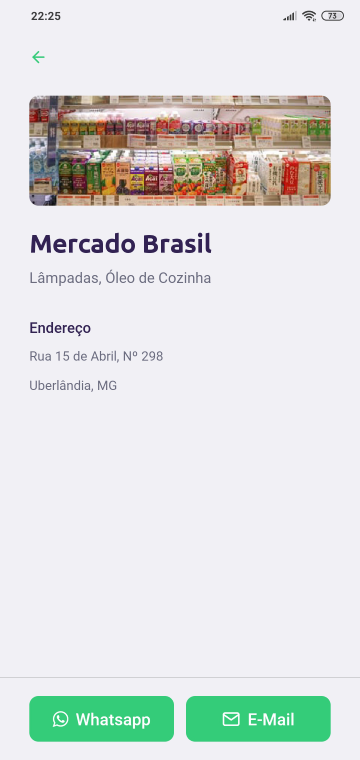 22:25
73
Mercado Brasil
Lâmpadas, Óleo de Cozinha
Endereço
Rua 15 de Abril, Nº 298
Uberlândia, MG
Whatsapp
E-Mail